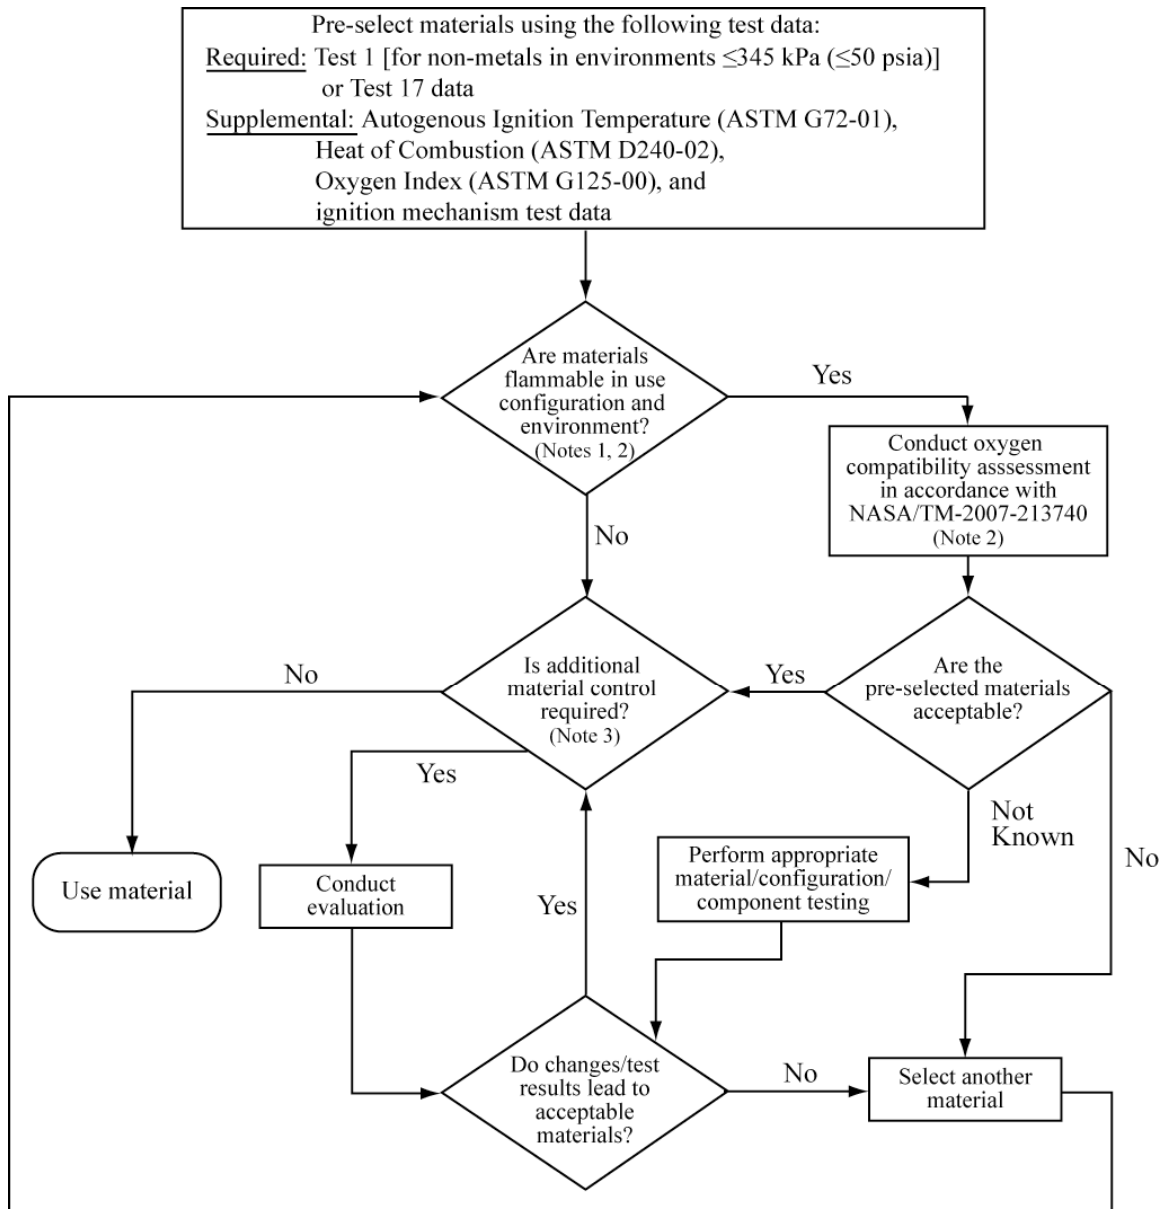 Pre-select materials using the following test data:
Required: Test 1 [for non-metals in environments ≤345 kPa (≤50 psia)]
or Test 17 data
Supplemental: Autogenous Ignition Temperature (ASTM G72-01),
Heat of Combustion (ASTM D240-02),
Oxygen Index (ASTM G125-00), and
ignition mechanism test data
Are materials
flammable in use
configuration and
environment?
(Notes 1, 2)
Yes
Conduct oxygen
compatibility asssessment
in accordance with
NASA/TM-2007-213740
(Note 2)
No
Is additional
material control
required?
(Note 3)
No
Yes
Are the
pre-selected materials
acceptable?
Yes
Not
Known
No
Use material
Conduct
evaluation
Yes
Perform appropriate
material/configuration/
component testing
Do changes/test
results lead to
acceptable
materials?
No
Select another
material